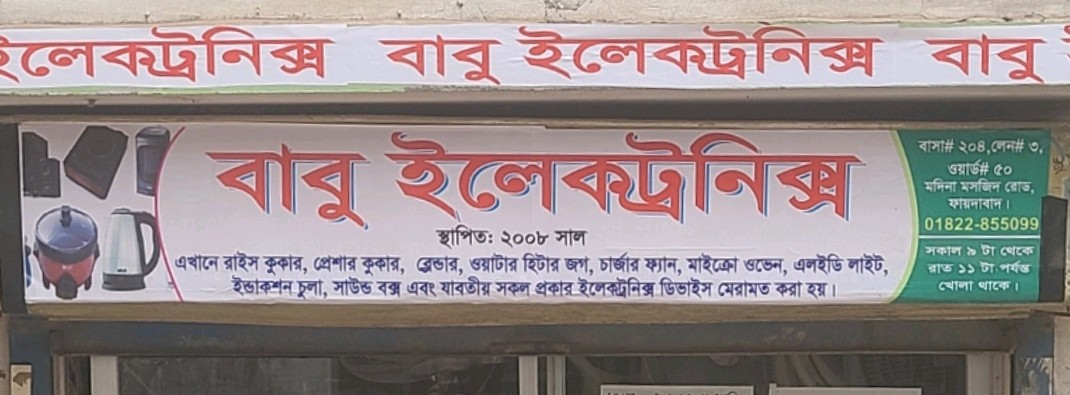 ইলেকট্রনিক্স বাবু ইলেকট্রনিক্স বাবু
বাবু ইলেকট্রনিক্স
স্থাপিত: ২০০৮ সাল
এখানে রাইস কুকার, প্রেশার কুকার, ব্লেন্ডার, ওয়াটার হিটার জগ, চার্জার ফ্যান, মাইক্রো ওভেন, এলইডি লাইট,
ইন্ডাকশন চুলা, সাউন্ড বক্স এবং যাবতীয় সকল প্রকার ইলেকট্রনিক্স ডিভাইস মেরামত করা হয়।
বাসা# ২০৪,লেন# ৩,
ওয়ার্ড# ৫০
মদিনা মসজিদ রোড,
ফায়দাবাদ।
01822-855099
সকাল ৯ টা থেকে
রাত ১১ টা পর্যন্ত
খোলা থাকে।